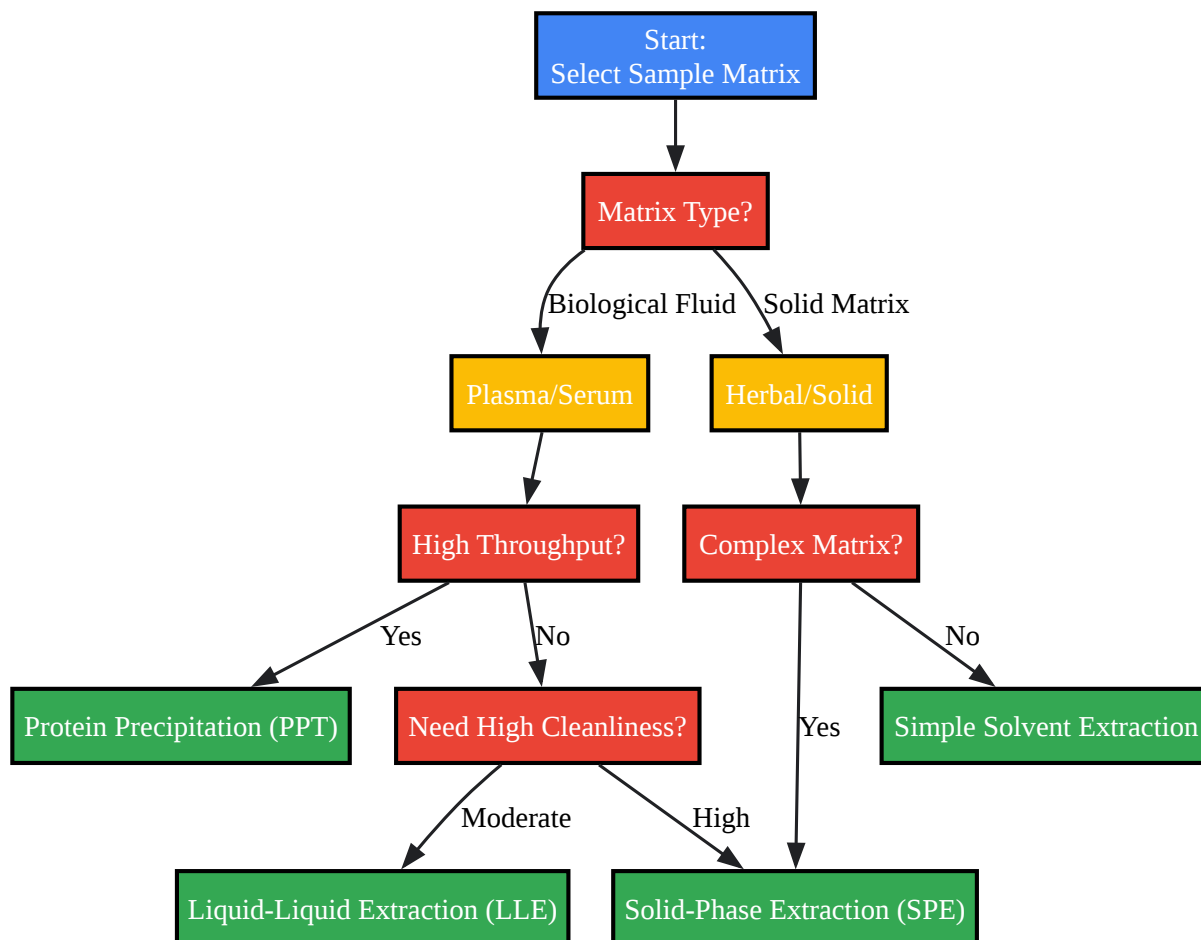 Start:
Select Sample Matrix
Matrix Type?
Biological Fluid
Solid Matrix
Plasma/Serum
Herbal/Solid
High Throughput?
Complex Matrix?
Yes
No
No
Protein Precipitation (PPT)
Need High Cleanliness?
Yes
Simple Solvent Extraction
Moderate
High
Liquid-Liquid Extraction (LLE)
Solid-Phase Extraction (SPE)